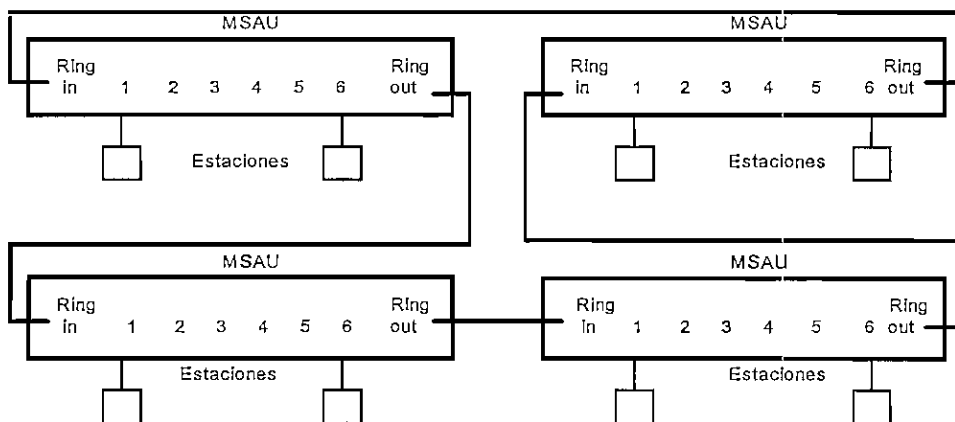 MSAU MSAU
Ring Ring Ring Ring
in 1 2 3 4 5 6 out in 1 2 3 4 5 6 out
Estaciones Estaciones
MSAU MSAU
Ring Ring Ring Ring
in 1 2 3 4 5 6 out In 1 2 3 4 5 6 out
Estaciones Estaciones